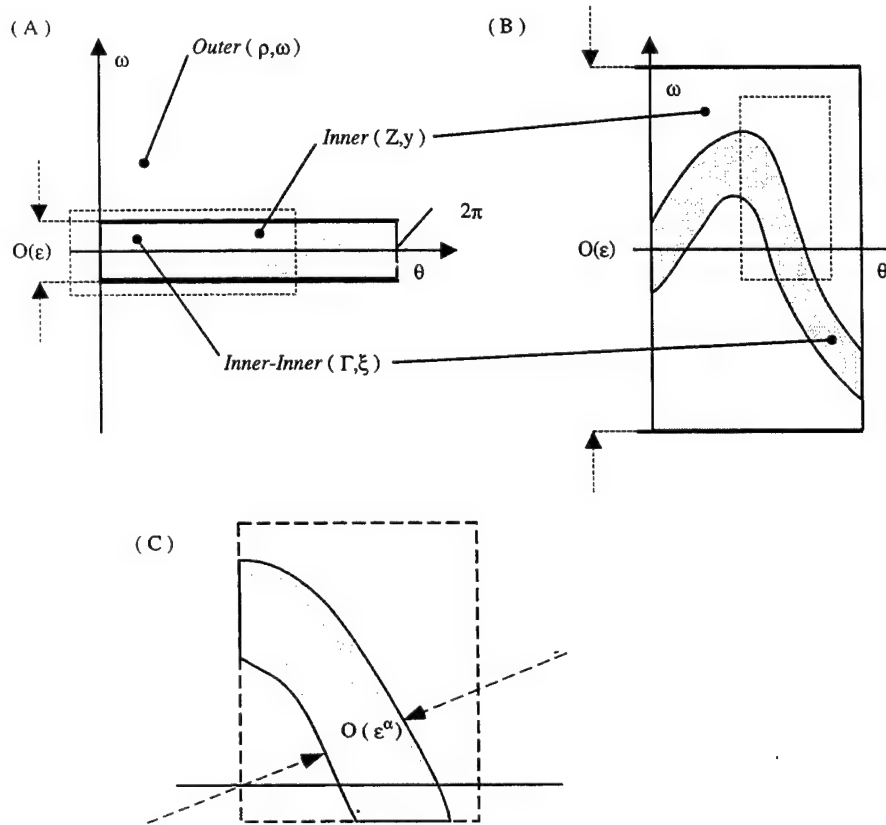 (A)
(B)
Outer(ρ,ω)
ω
ω
Inner(Z,y)
2π
O(ε)
θ
O(ε)
θ
Inner-Inner(Γ,ξ)
(C)
O(ε^α)